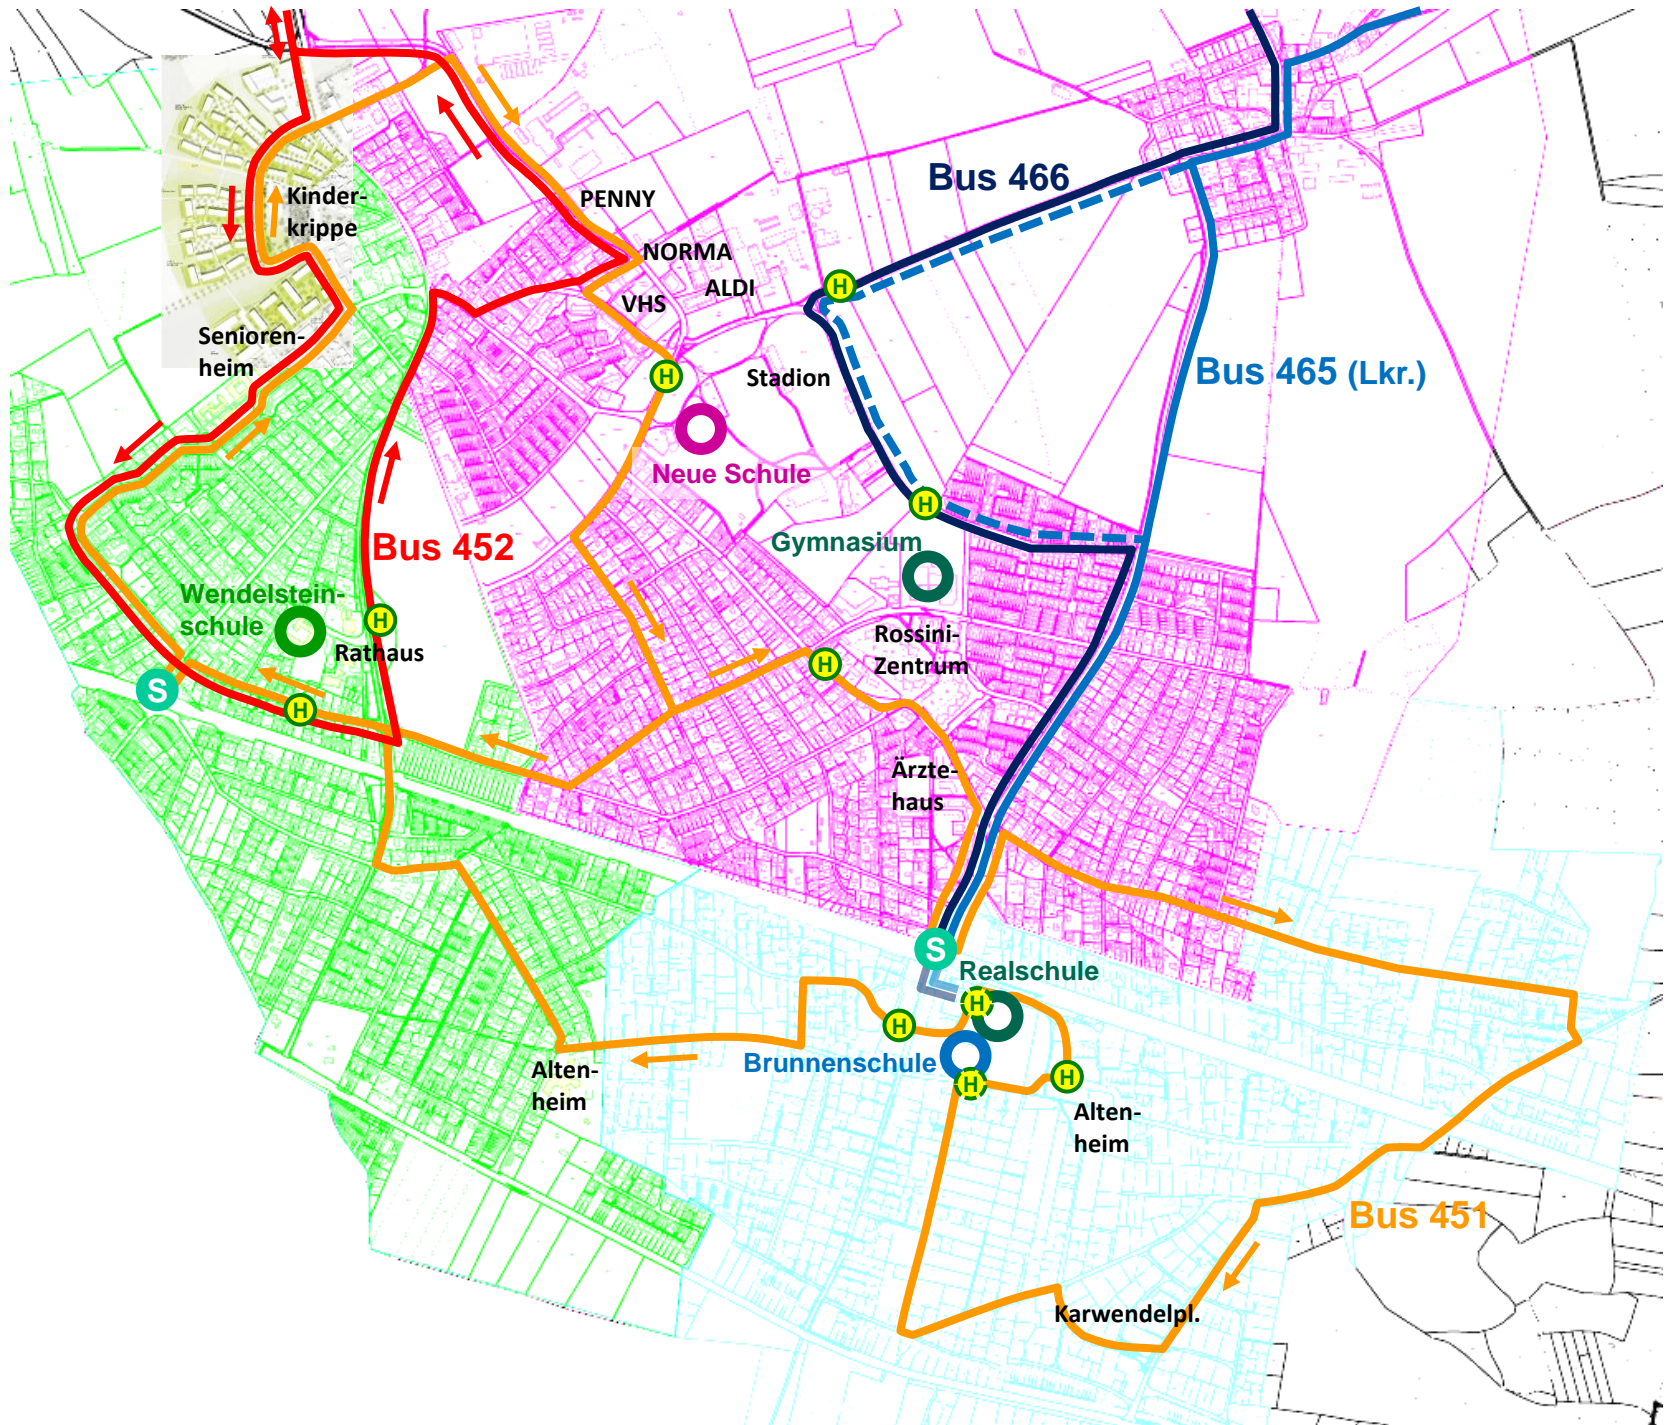 Bus 466
Kinder-
krippe
PENNY
NORMA
ALDI
VHS
H
Senioren-
heim
H
Stadion
Bus 465 (Lkr.)
Neue Schule
H
Bus 452
Gymnasium
Wendelstein-
schule
H
Rathaus
Rossini-
Zentrum
H
S
H
Ärzte-
haus
S
Realschule
H
H
Brunnenschule
H
H
Alten-
heim
Alten-
heim
Bus 451
Karwendelpl.